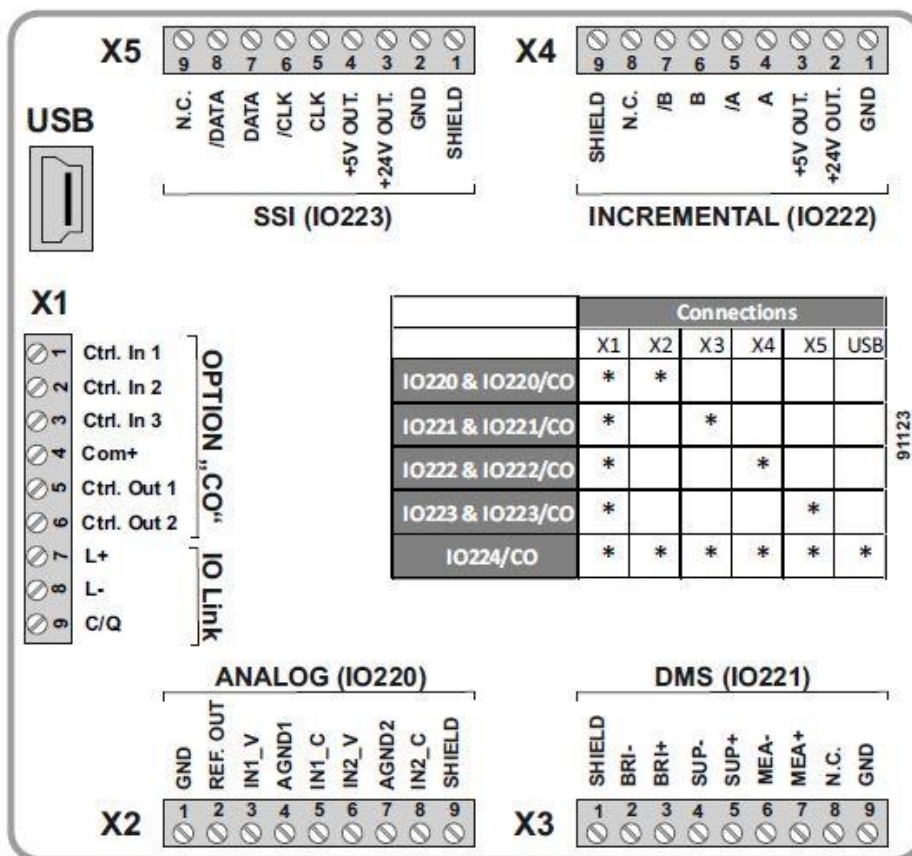 X5
9 8 7 6 5 4 3 2 1
N.C.
/DATA
DATA
/CLK
CLK
+5V OUT.
+24V OUT.
GND
SHIELD
SSI (IO223)
X4
9 8 7 6 5 4 3 2 1
SHIELD
N.C.
/B
B
/A
A
+5V OUT.
+24V OUT.
GND
INCREMENTAL (IO222)
USB
X1
1 Ctrl. In 1
2 Ctrl. In 2
3 Ctrl. In 3
4 Com+
5 Ctrl. Out 1
6 Ctrl. Out 2
7 L+
8 L-
9 C/Q
OPTION „CO“
IO Link
Connections
X1 X2 X3 X4 X5 USB
IO220 & IO220/CO * *
IO221 & IO221/CO * *
IO222 & IO222/CO * *
IO223 & IO223/CO * *
IO224/CO * * * * * *
91123
ANALOG (IO220)
GND
REF. OUT
IN1_V
AGND1
IN1_C
IN2_V
AGND2
IN2_C
SHIELD
X2
1 2 3 4 5 6 7 8 9
DMS (IO221)
SHIELD
BRI-
BRI+
SUP-
SUP+
MEA-
MEA+
N.C.
GND
X3
1 2 3 4 5 6 7 8 9